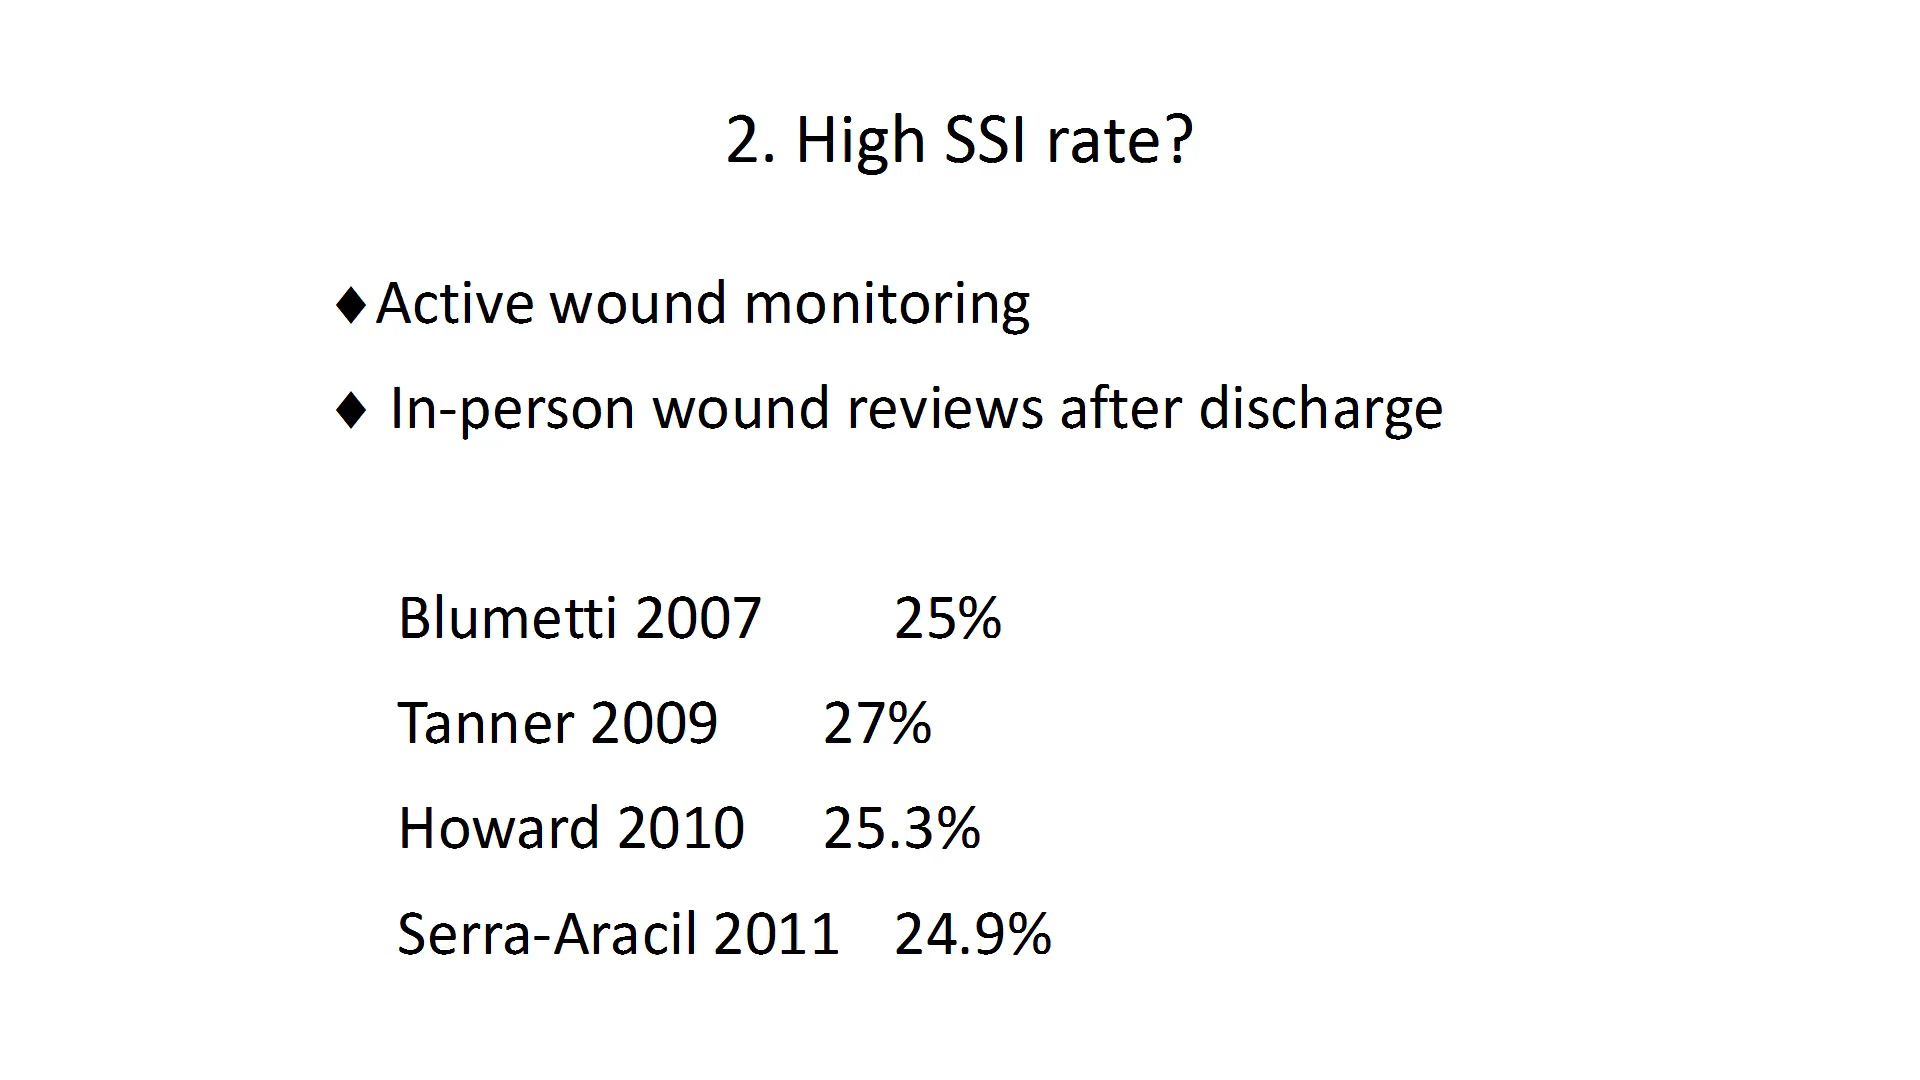 2. High SSI rate?
♦Active wound monitoring
♦ In-person wound reviews after discharge
Blumetti 2007 25%
Tanner 2009 27%
Howard 2010 25.3%
Serra-Aracil 2011 24.9%